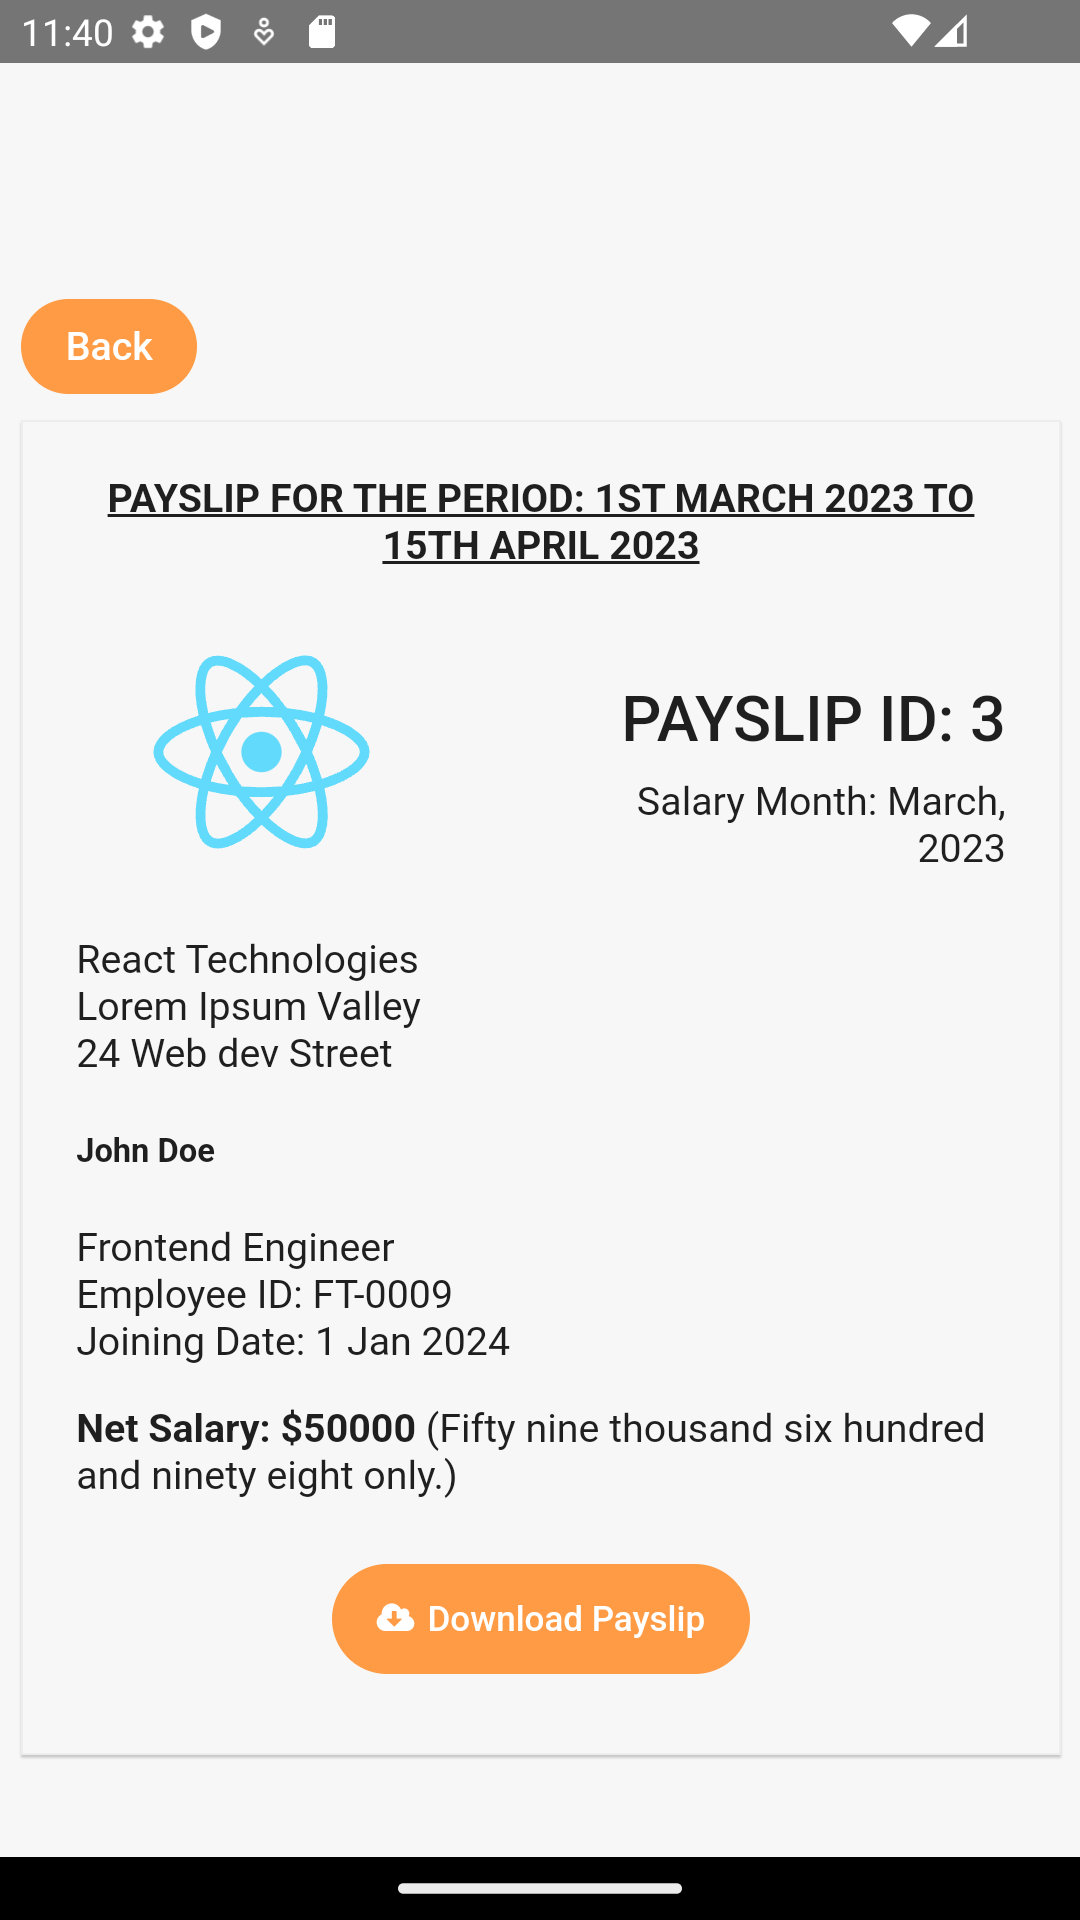 11:40
Back
PAYSLIP FOR THE PERIOD: 1ST MARCH 2023 TO
15TH APRIL 2023
PAYSLIP ID: 3
Salary Month: March,
2023
React Technologies
Lorem Ipsum Valley
24 Web dev Street
John Doe
Frontend Engineer
Employee ID: FT-0009
Joining Date: 1 Jan 2024
Net Salary: $50000 (Fifty nine thousand six hundred
and ninety eight only.)
Download Payslip